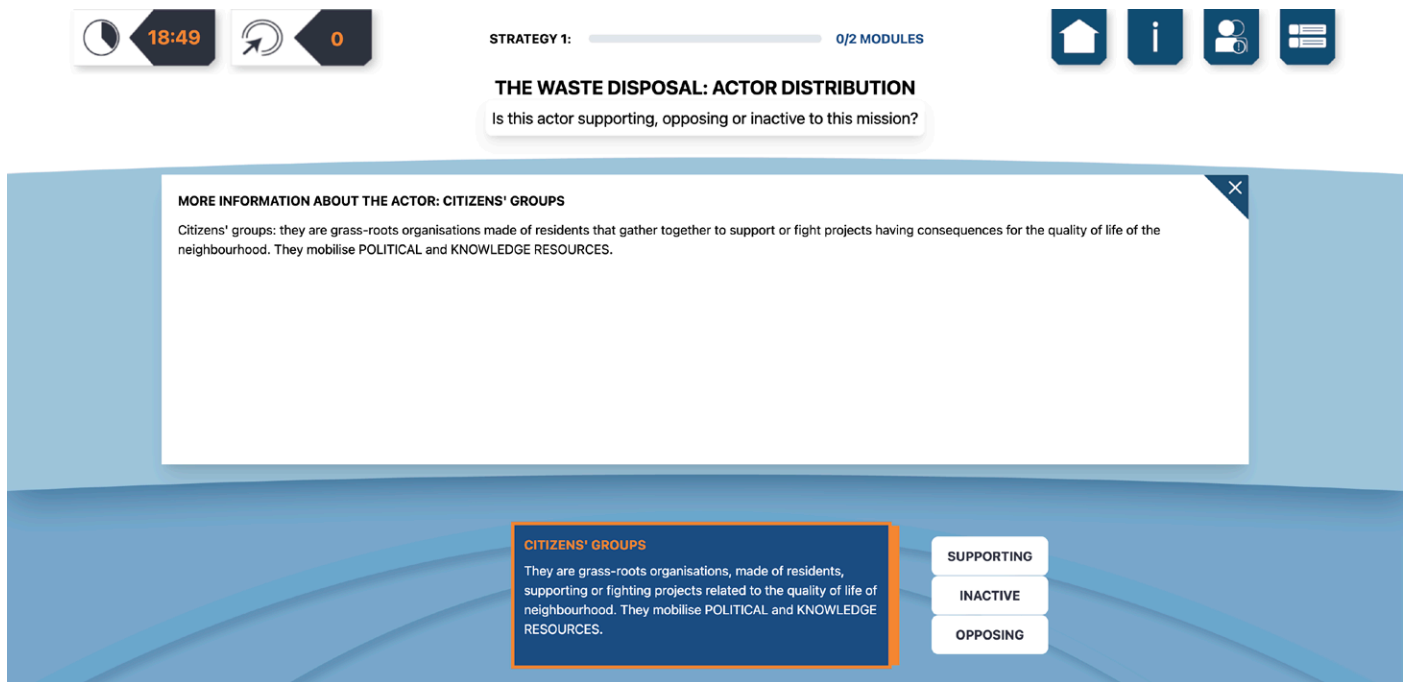 18:49
0
STRATEGY 1:
0/2 MODULES
THE WASTE DISPOSAL: ACTOR DISTRIBUTION
Is this actor supporting, opposing or inactive to this mission?
MORE INFORMATION ABOUT THE ACTOR: CITIZENS' GROUPS
Citizens' groups: they are grass-roots organisations made of residents that gather together to support or fight projects having consequences for the quality of life of the
neighbourhood. They mobilise POLITICAL and KNOWLEDGE RESOURCES.
CITIZENS' GROUPS
They are grass-roots organisations, made of residents,
supporting or fighting projects related to the quality of life of
neighbourhood. They mobilise POLITICAL and KNOWLEDGE
RESOURCES.
SUPPORTING
INACTIVE
OPPOSING